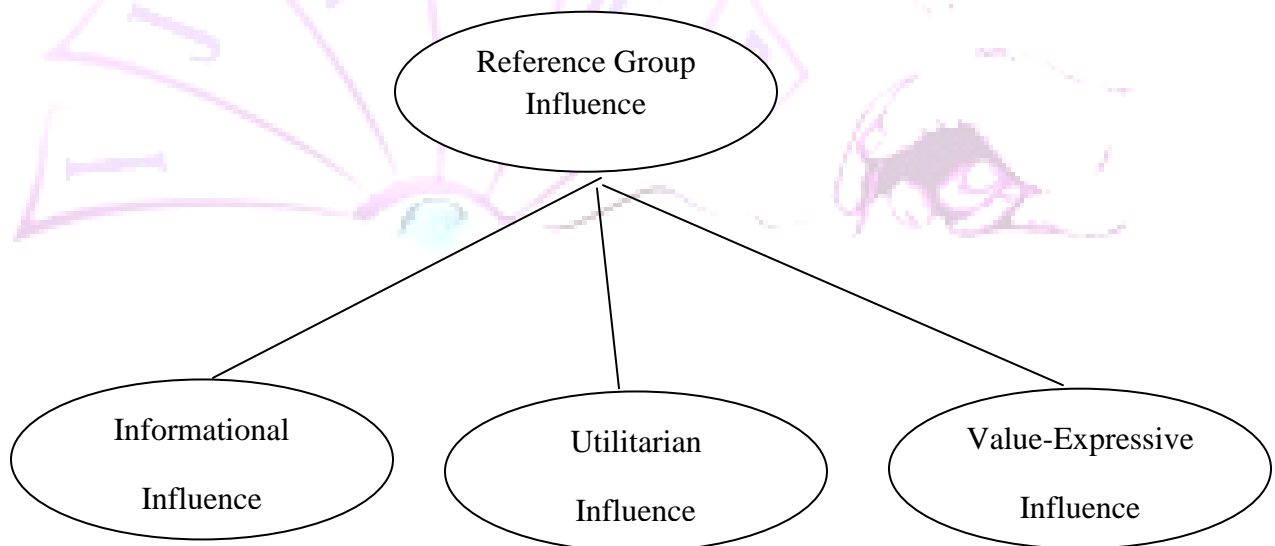 Reference Group
Influence
Informational
Influence
Utilitarian
Influence
Value-Expressive
Influence